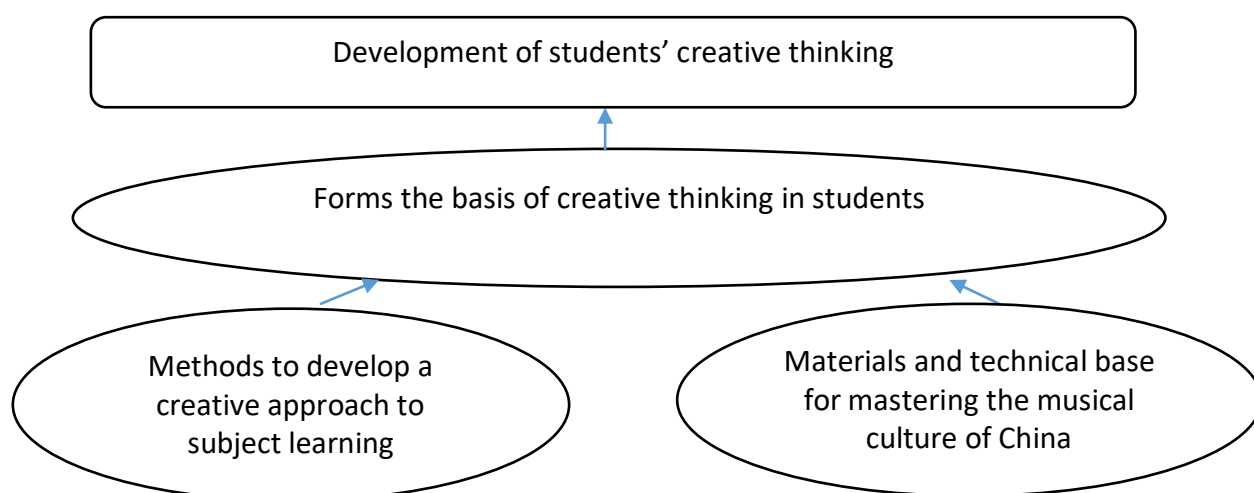 Development of students’ creative thinking
Forms the basis of creative thinking in students
Methods to develop a
creative approach to
subject learning
Materials and technical base
for mastering the musical
culture of China